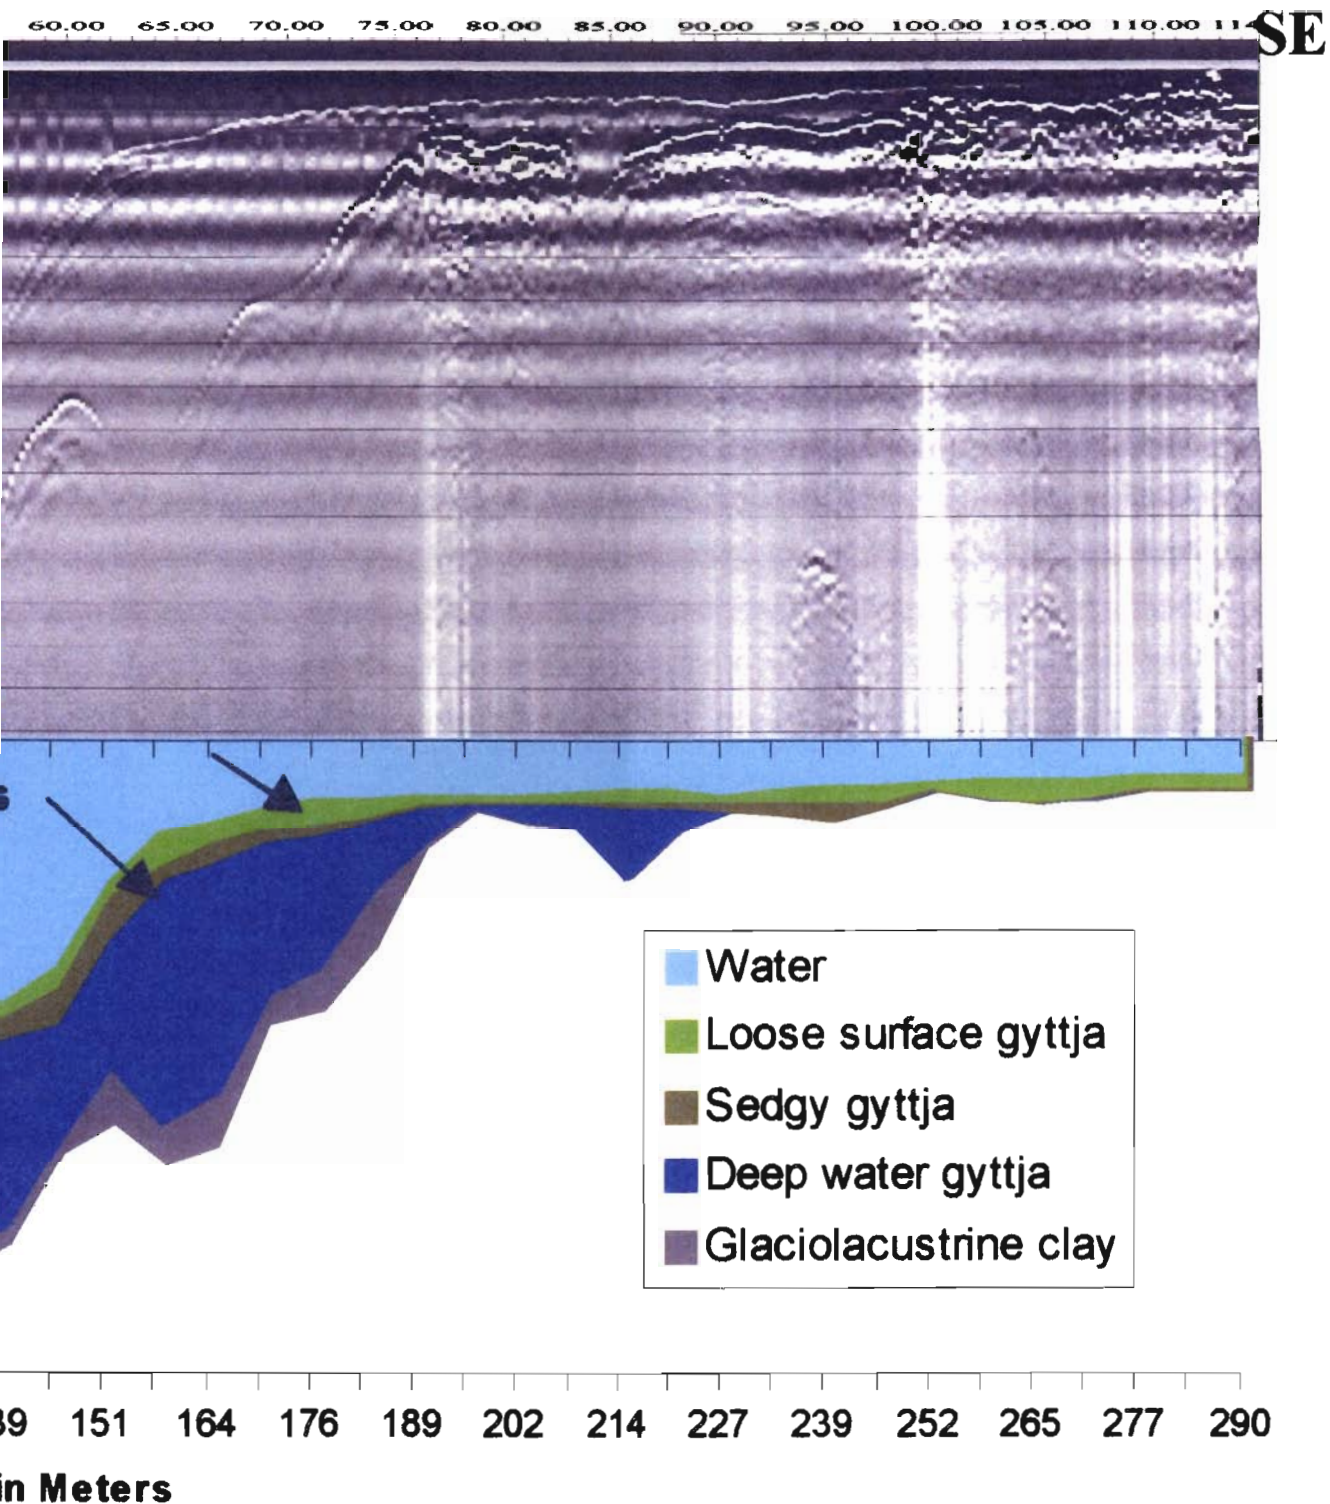 60.00 65.00 70.00 75.00 80.00 85.00 90.00 95.00 100.00 105.00 110.00 114
SE
s
Water
Loose surface gyttja
Sedgy gyttja
Deep water gyttja
Glaciolacustrine clay
39 151 164 176 189 202 214 227 239 252 265 277 290
in Meters